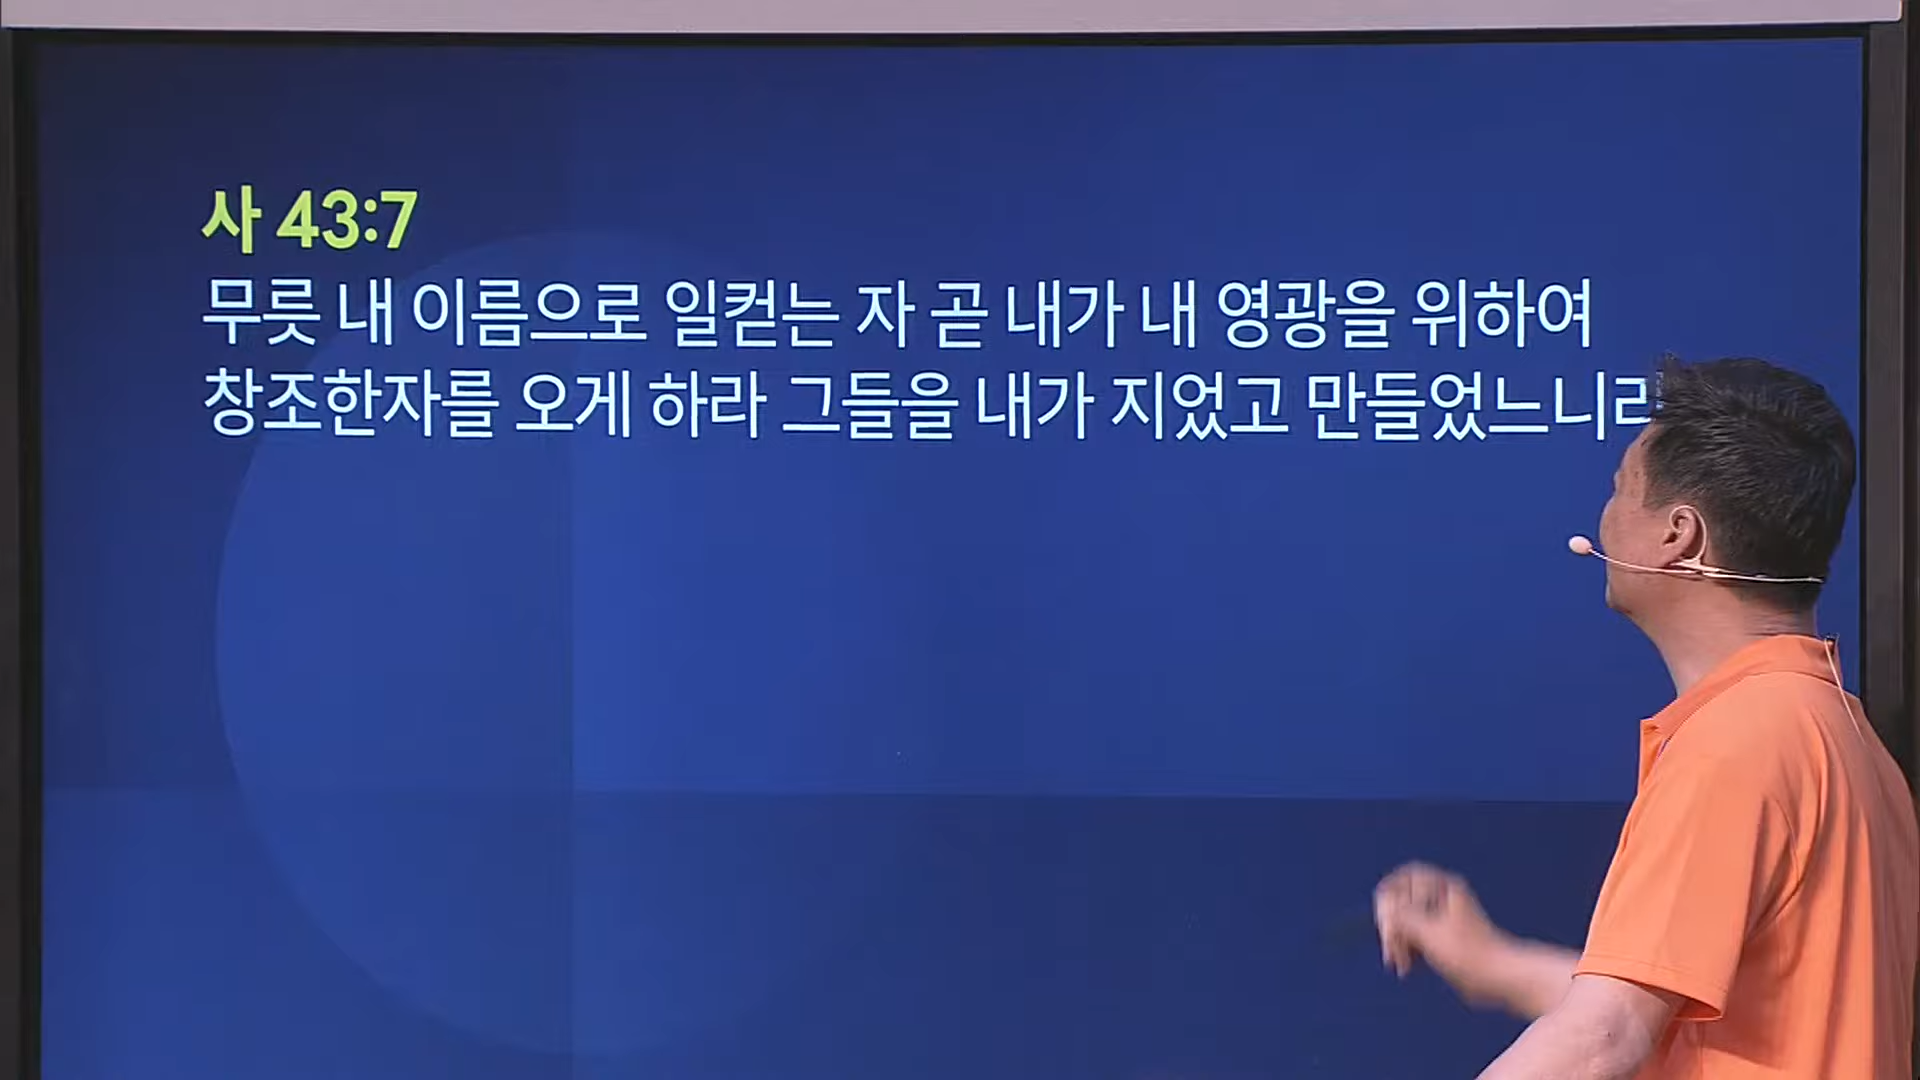 사 43:7
무릇 내 이름으로 일컫는 자 곧 내가 내 영광을 위하여
창조한자를 오게 하라 그들을 내가 지었고 만들었느니라